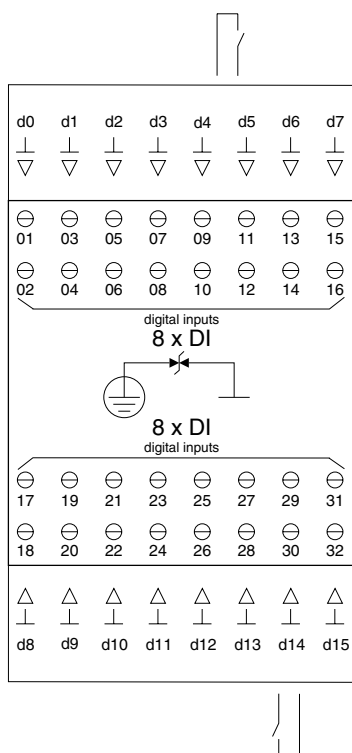 d0 d1 d2 d3 d4 d5 d6 d7
01 03 05 07 09 11 13 15
02 04 06 08 10 12 14 16
digital inputs
8 x DI
8 x DI
digital inputs
17 19 21 23 25 27 29 31
18 20 22 24 26 28 30 32
d8 d9 d10 d11 d12 d13 d14 d15